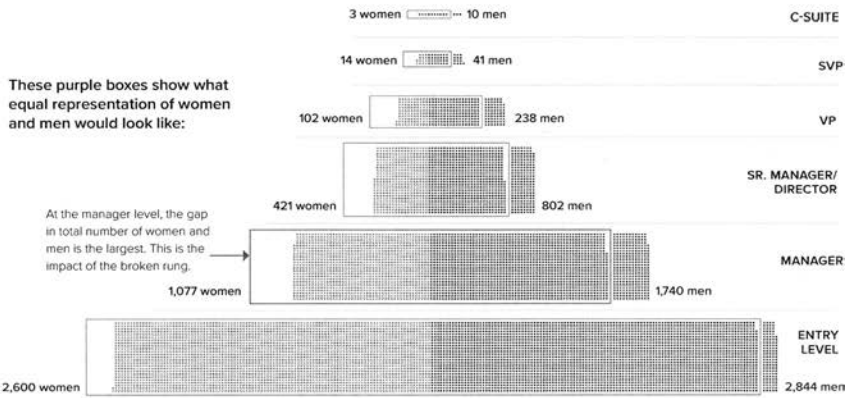 3 women 10 men C-SUITE
14 women 41 men SVP
These purple boxes show what
equal representation of women
and men would look like:
102 women 238 men VP
SR. MANAGER/
DIRECTOR
421 women 802 men
At the manager level, the gap
in total number of women and
men is the largest. This is the
impact of the broken rung.
MANAGER
1,077 women 1,740 men
ENTRY
LEVEL
2,600 women 2,844 men